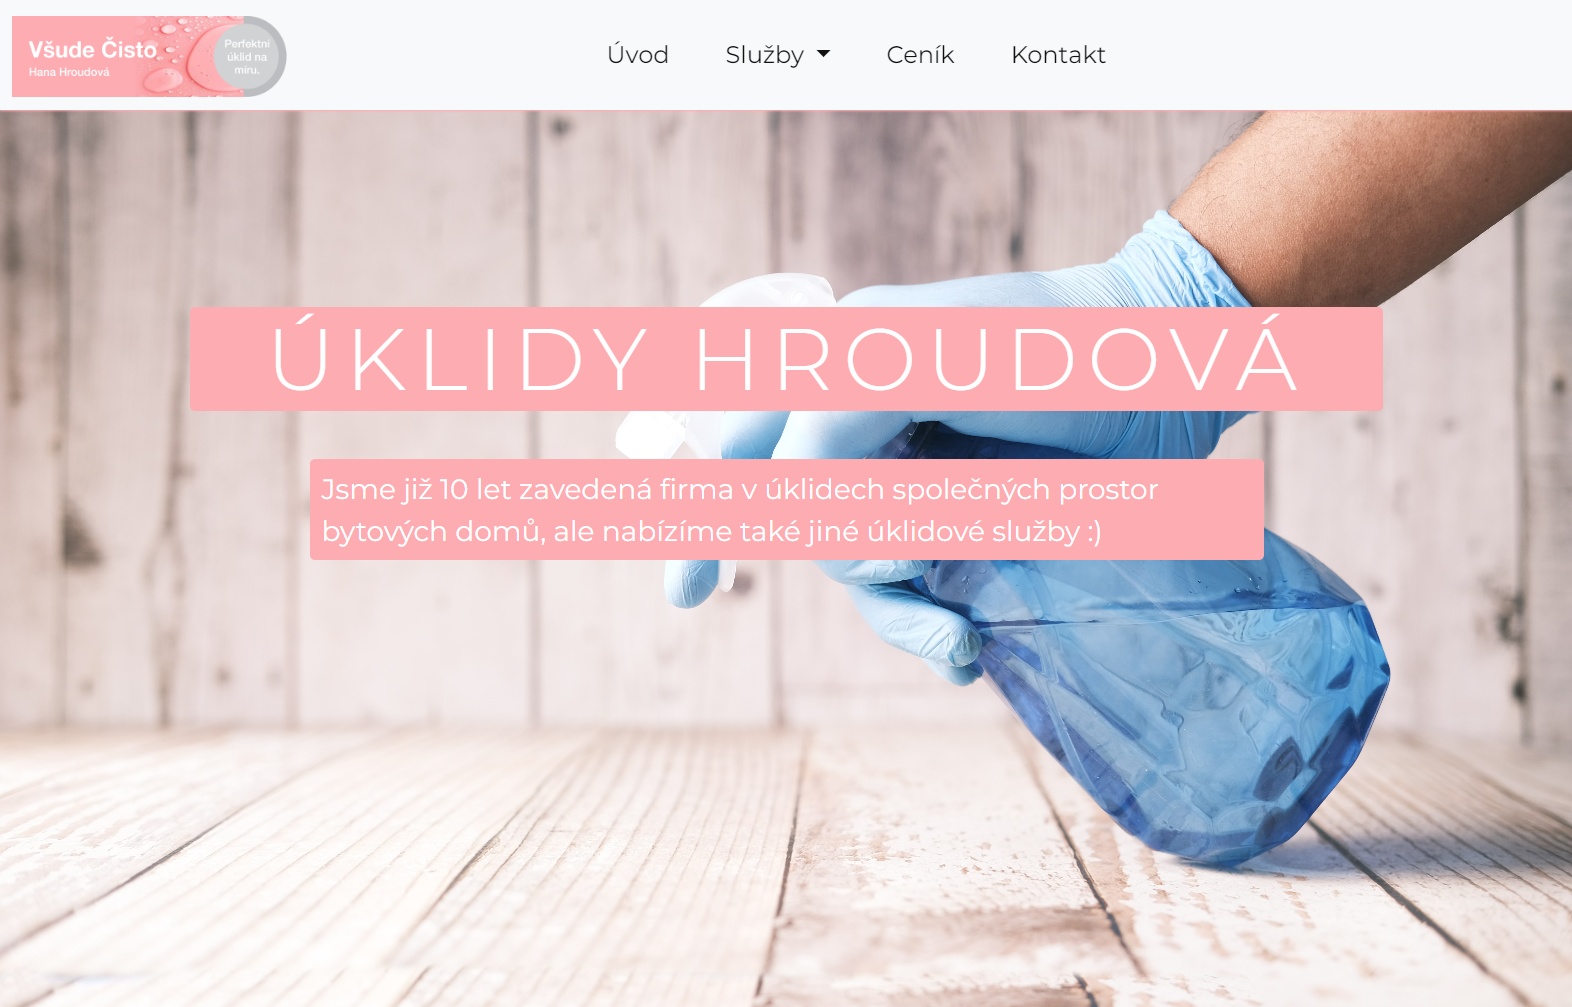 Všude Čisto
Hana Hroudová
Perfektní
úklid na
míru.
Úvod
Služby
Ceník
Kontakt
ÚKLIDY HROUDOVÁ
Jsme již 10 let zavedená firma v úklidech společných prostor
bytových domů, ale nabízíme také jiné úklidové služby :)